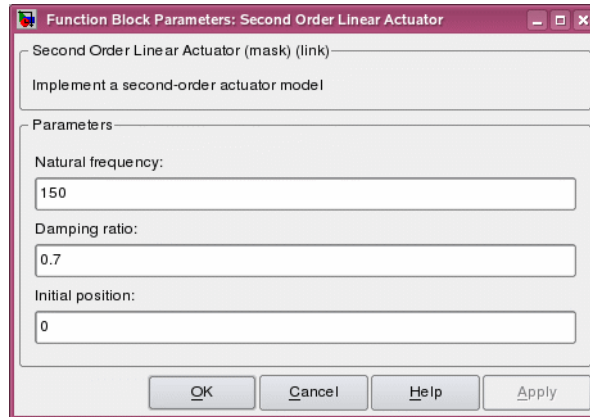 Function Block Parameters: Second Order Linear Actuator
Second Order Linear Actuator (mask) (link)
Implement a second-order actuator model
Parameters
Natural frequency:
150
Damping ratio:
0.7
Initial position:
0
OK Cancel Help Apply